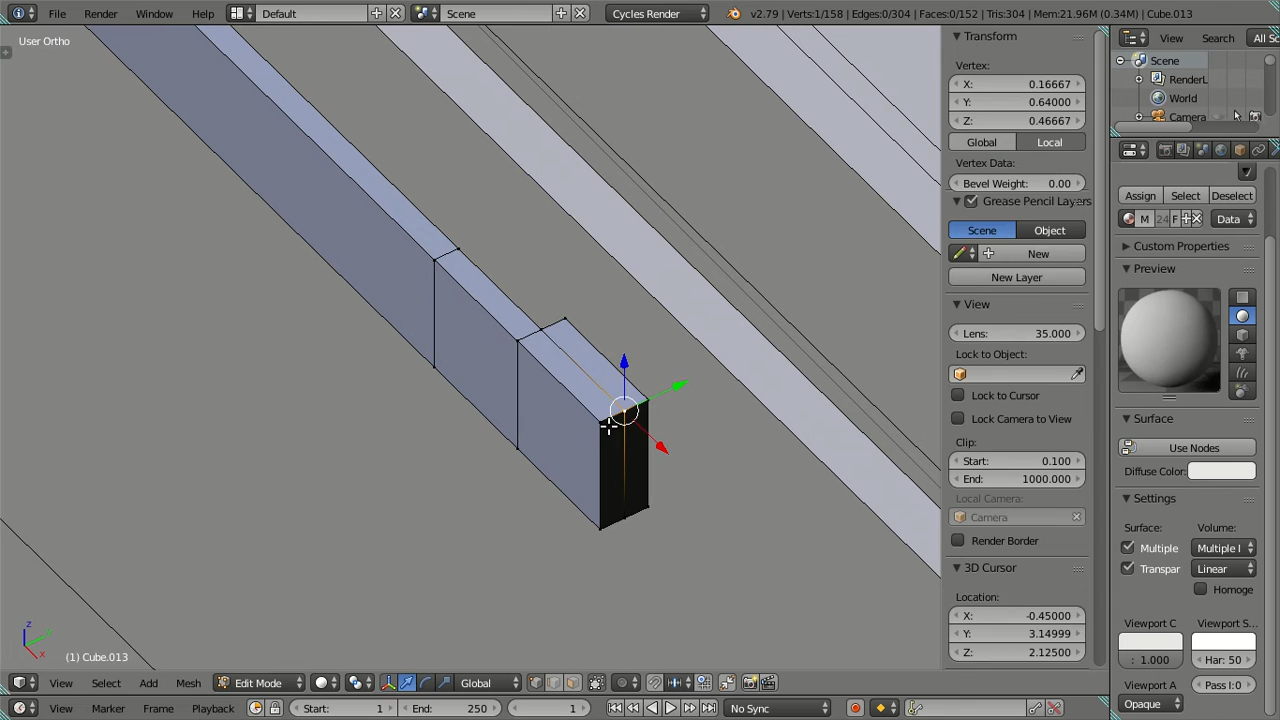 File Render Window Help Default Scene Cycles Render v2.79 | Verts:1/158 | Edges:0/304 | Faces:0/152 | Tris:304 | Mem:21.96M (0.34M) | Cube.013
User Ortho
Transform
Vertex:
X: 0.16667
Y: 0.64000
Z: 0.46667
Global Local
Vertex Data:
Bevel Weight: 0.00
Grease Pencil Layers
Scene Object
New
New Layer
View
Lens: 35.000
Lock to Object:
Lock to Cursor
Lock Camera to View
Clip:
Start: 0.100
End: 1000.000
Local Camera:
Camera
Render Border
3D Cursor
Location:
X: -0.45000
Y: 3.14999
Z: 2.12500
View Search All Sc
Scene
RenderL
World
Camera
Assign Select Deselect
M 24 F Data
Custom Properties
Preview
Surface
Use Nodes
Diffuse Color:
Settings
Surface: Volume:
Multiple Multiple I
Transpar Linear
Homoge
Viewport C Viewport S...
: 1.000 Har: 50
Viewport A Pass I:0
Opaque
z
y
x
(1) Cube.013
View Select Add Mesh Edit Mode Global
View Marker Frame Playback Start: 1 End: 250 1 No Sync